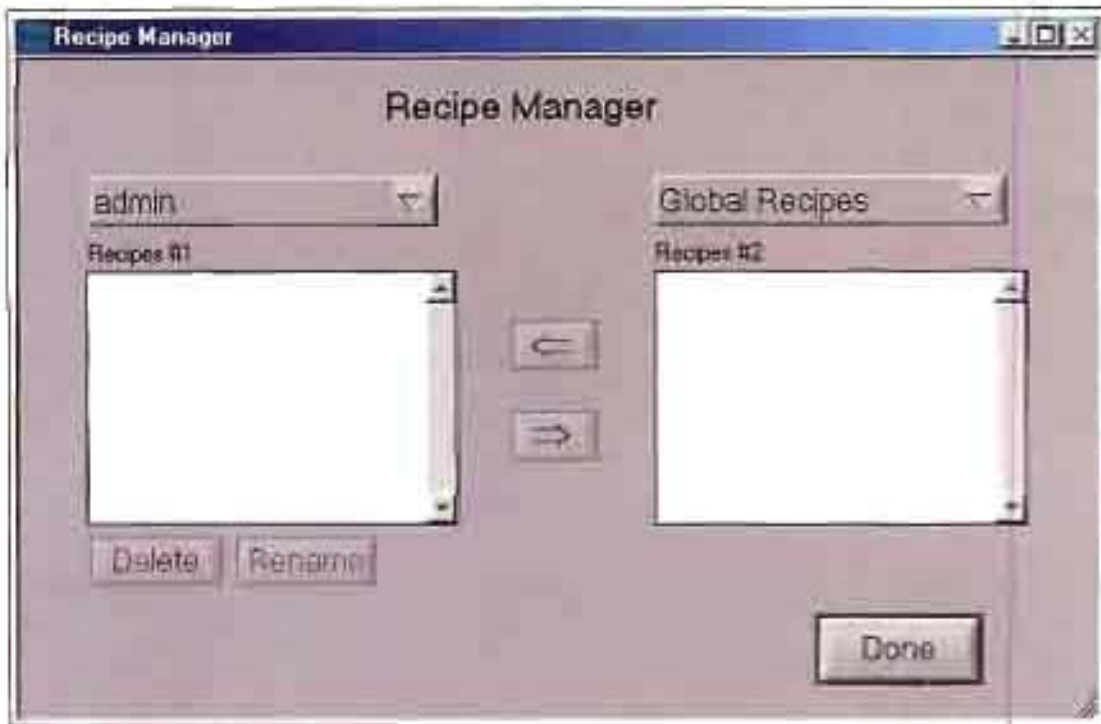 Recipe Manager
Recipe Manager
admin
Global Recipes
Recipes #1
Recipes #2
Delete
Rename
Done